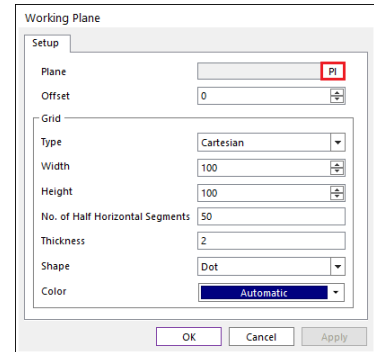 Working Plane
Setup
Plane Pl
Offset 0
Grid
Type Cartesian
Width 100
Height 100
No. of Half Horizontal Segments 50
Thickness 2
Shape Dot
Color Automatic
OK Cancel Apply